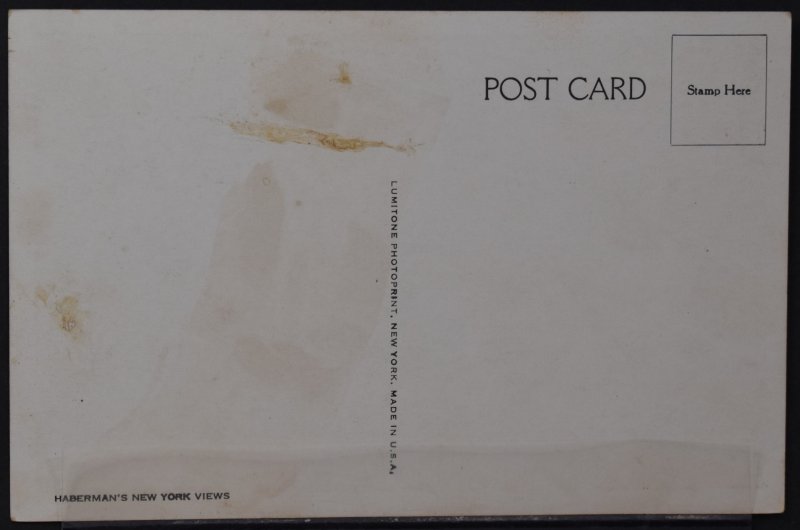 POST CARD
Stamp Here
LUMITONE PHOTOPRINT, NEW YORK. MADE IN U.S.A.
HABERMAN'S NEW YORK VIEWS